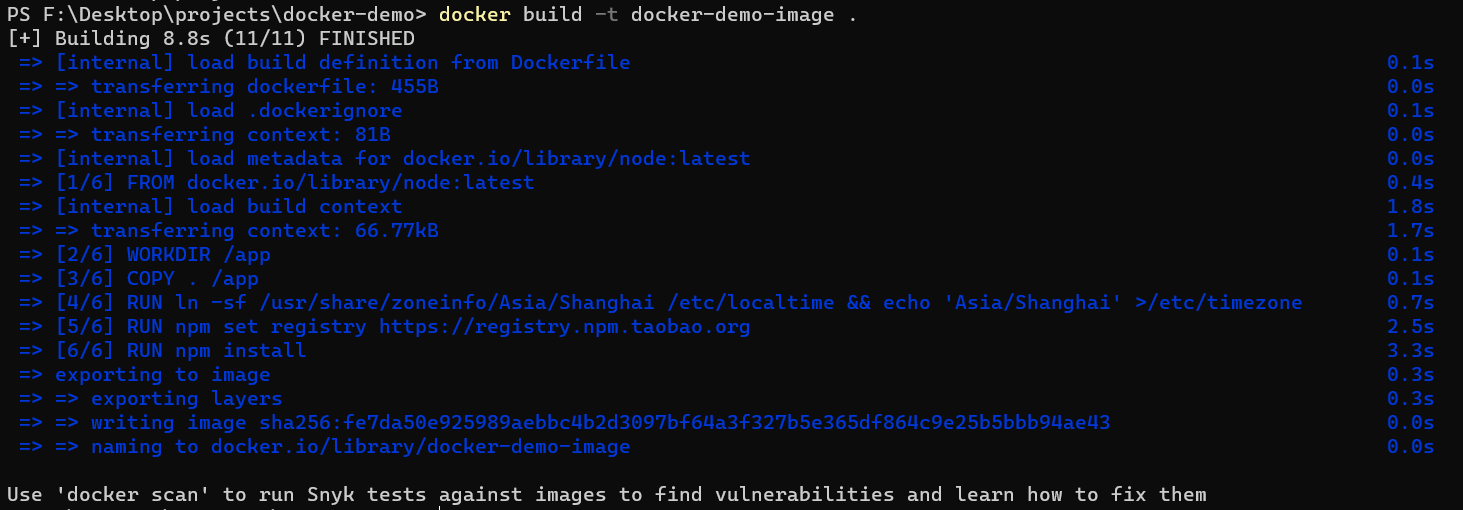 PS F:\Desktop\projects\docker-demo> docker build -t docker-demo-image .
[+] Building 8.8s (11/11) FINISHED
=> [internal] load build definition from Dockerfile 0.1s
=> => transferring dockerfile: 455B 0.0s
=> [internal] load .dockerignore 0.1s
=> => transferring context: 81B 0.0s
=> [internal] load metadata for docker.io/library/node:latest 0.0s
=> [1/6] FROM docker.io/library/node:latest 0.4s
=> [internal] load build context 1.8s
=> => transferring context: 66.77kB 1.7s
=> [2/6] WORKDIR /app 0.1s
=> [3/6] COPY . /app 0.1s
=> [4/6] RUN ln -sf /usr/share/zoneinfo/Asia/Shanghai /etc/localtime && echo 'Asia/Shanghai' >/etc/timezone 0.7s
=> [5/6] RUN npm set registry https://registry.npm.taobao.org 2.5s
=> [6/6] RUN npm install 3.3s
=> exporting to image 0.3s
=> => exporting layers 0.3s
=> => writing image sha256:fe7da50e925989aebbc4b2d3097bf64a3f327b5e365df864c9e25b5bbb94ae43 0.0s
=> => naming to docker.io/library/docker-demo-image 0.0s
Use 'docker scan' to run Snyk tests against images to find vulnerabilities and learn how to fix them